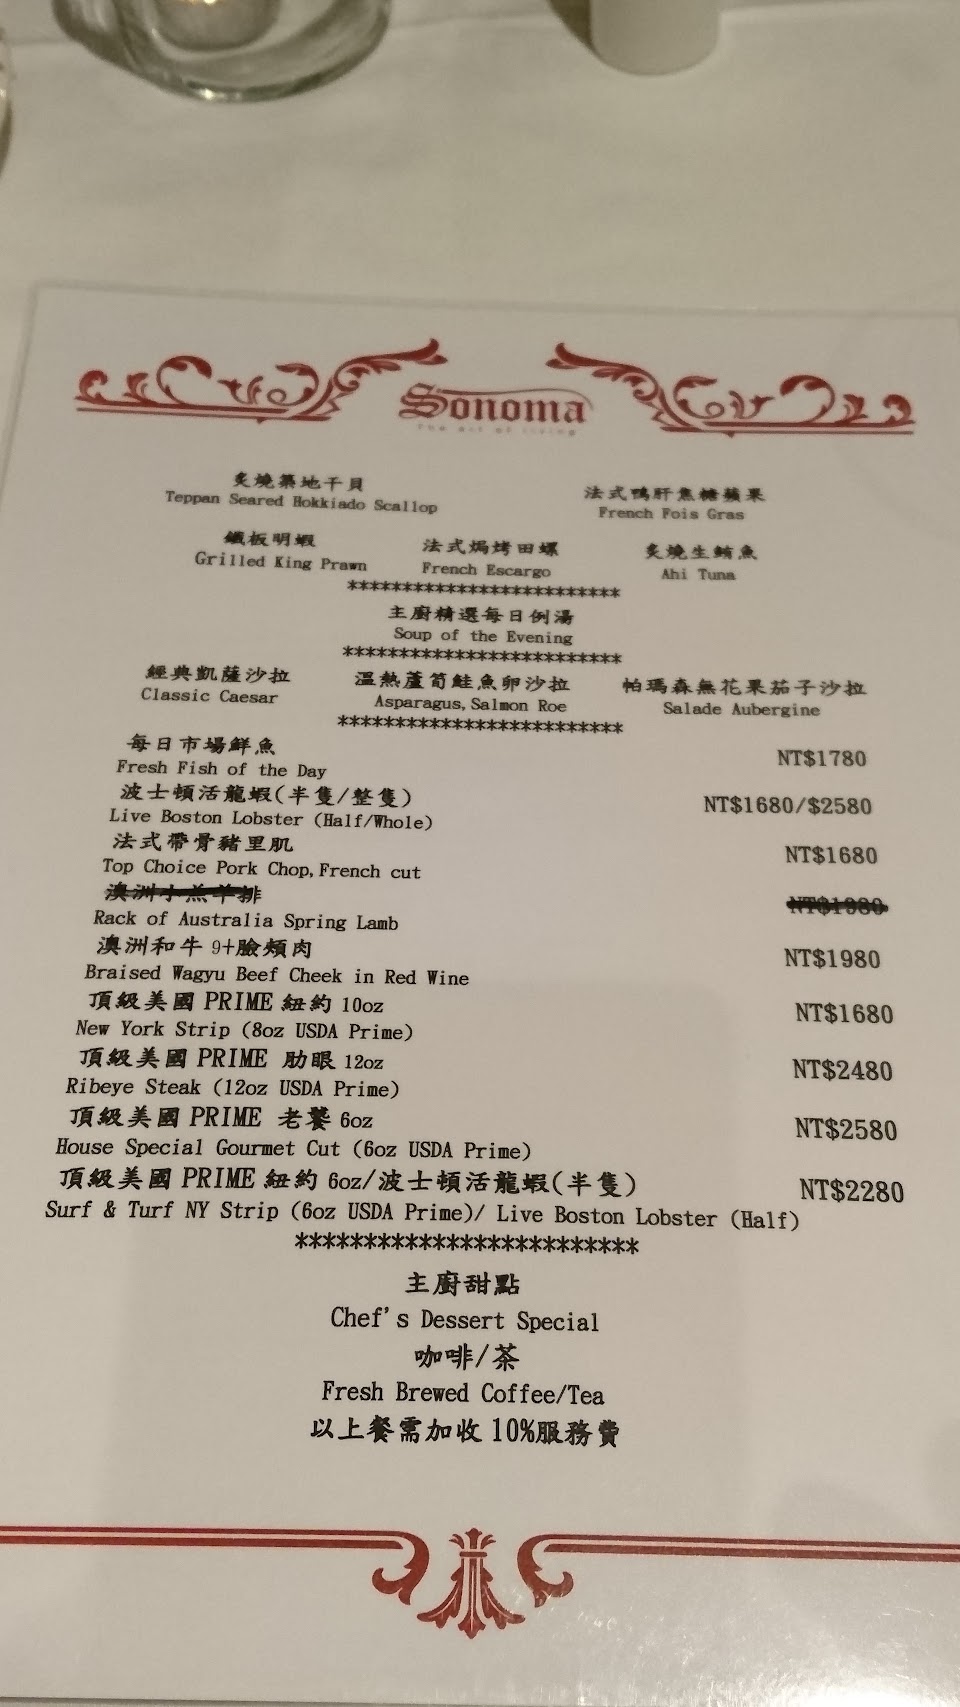 Sonoma
The art of living
炙燒築地干貝
Teppan Seared Hokkiado Scallop
法式鴨肝焦糖蘋果
French Fois Gras
鐵板明蝦
Grilled King Prawn
法式焗烤田螺
French Escargo
炙燒生鮪魚
Ahi Tuna
*************************
主廚精選每日例湯
Soup of the Evening
*************************
經典凱薩沙拉
Classic Caesar
溫熱蘆筍鮭魚卵沙拉
Asparagus,Salmon Roe
帕瑪森無花果茄子沙拉
Salade Aubergine
*************************
每日市場鮮魚 NT$1780
Fresh Fish of the Day
波士頓活龍蝦(半隻/整隻) NT$1680/$2580
Live Boston Lobster (Half/Whole)
法式帶骨豬里肌 NT$1680
Top Choice Pork Chop,French cut
澳洲小羔羊排 NT$1980
Rack of Australia Spring Lamb
澳洲和牛 9+臉頰肉 NT$1980
Braised Wagyu Beef Cheek in Red Wine
頂級美國 PRIME 紐約 10oz NT$1680
New York Strip (8oz USDA Prime)
頂級美國 PRIME 肋眼 12oz NT$2480
Ribeye Steak (12oz USDA Prime)
頂級美國 PRIME 老饕 6oz NT$2580
House Special Gourmet Cut (6oz USDA Prime)
頂級美國 PRIME 紐約 6oz/波士頓活龍蝦(半隻) NT$2280
Surf & Turf NY Strip (6oz USDA Prime)/ Live Boston Lobster (Half)
*************************
主廚甜點
Chef's Dessert Special
咖啡/茶
Fresh Brewed Coffee/Tea
以上餐需加收 10%服務費